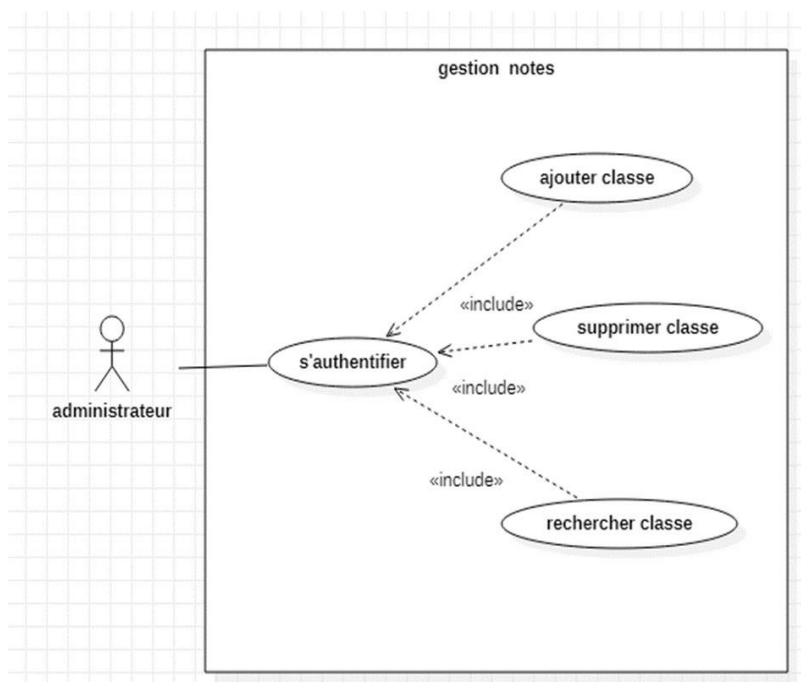 gestion notes
ajouter classe
«include»
supprimer classe
s'authentifier
«include»
administrateur
«include»
rechercher classe